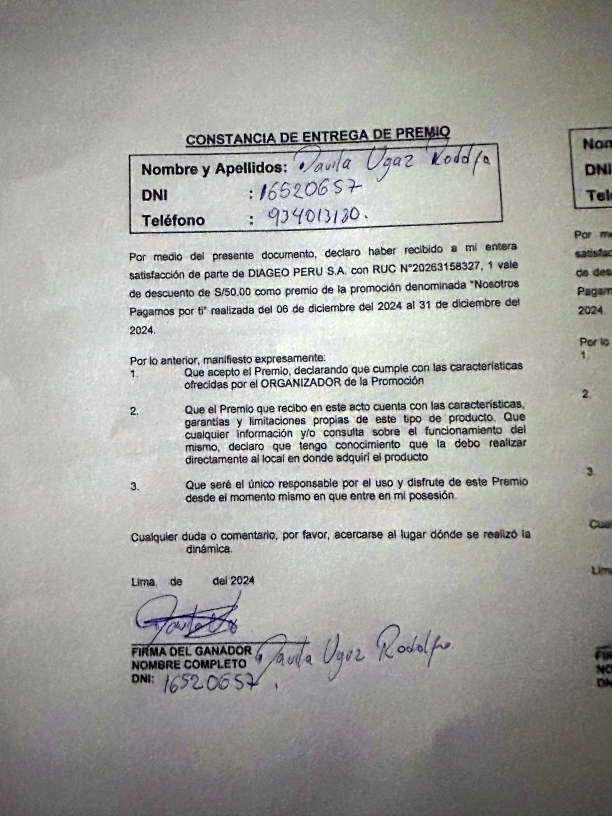 CONSTANCIA DE ENTREGA DE PREMIO
Nombre y Apellidos: Davila Ugaz Rodolfo
DNI : 16520657
Teléfono : 934013130.
Por medio del presente documento, declaro haber recibido a mi entera
satisfacción de parte de DIAGEO PERU S.A. con RUC N°20263158327, 1 vale
de descuento de S/50.00 como premio de la promoción denominada "Nosotros
Pagamos por ti" realizada del 06 de diciembre del 2024 al 31 de diciembre del
2024.
Por lo anterior, manifiesto expresamente:
1. Que acepto el Premio, declarando que cumple con las características
ofrecidas por el ORGANIZADOR de la Promoción
2. Que el Premio que recibo en este acto cuenta con las características,
garantías y limitaciones propias de este tipo de producto. Que
cualquier información y/o consulta sobre el funcionamiento del
mismo, declaro que tengo conocimiento que la debo realizar
directamente al local en donde adquirí el producto
3. Que seré el único responsable por el uso y disfrute de este Premio
desde el momento mismo en que entre en mi posesión.
Cualquier duda o comentario, por favor, acercarse al lugar dónde se realizó la
dinámica.
Lima, de del 2024
FIRMA DEL GANADOR
NOMBRE COMPLETO Davila Ugaz Rodolfo
DNI: 16520657.
Nom
DNI
Tel
Por me
satisfac
de des
Pagam
2024.
Por lo
1.
2.
3.
Cua
Lima
FIR
NO
DN